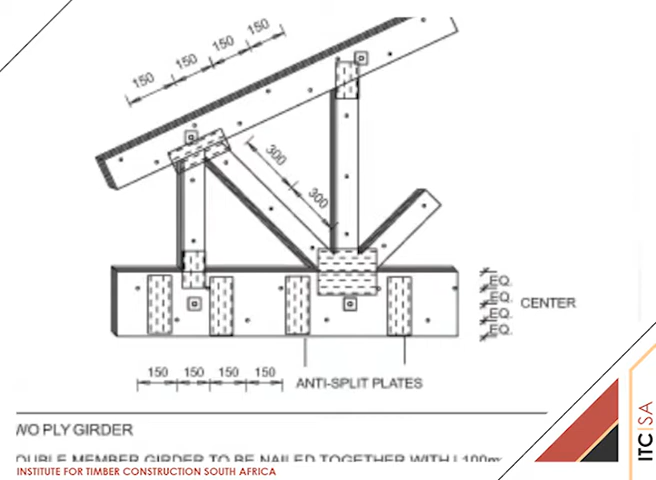 150
150
150
150
300
300
EQ.
EQ.
EQ.
EQ.
CENTER
150 150 150 150
ANTI-SPLIT PLATES
WO PLY GIRDER
OUBLE MEMBER GIRDER TO BE NAILED TOGETHER WITH
INSTITUTE FOR TIMBER CONSTRUCTION SOUTH AFRICA
ITC|SA